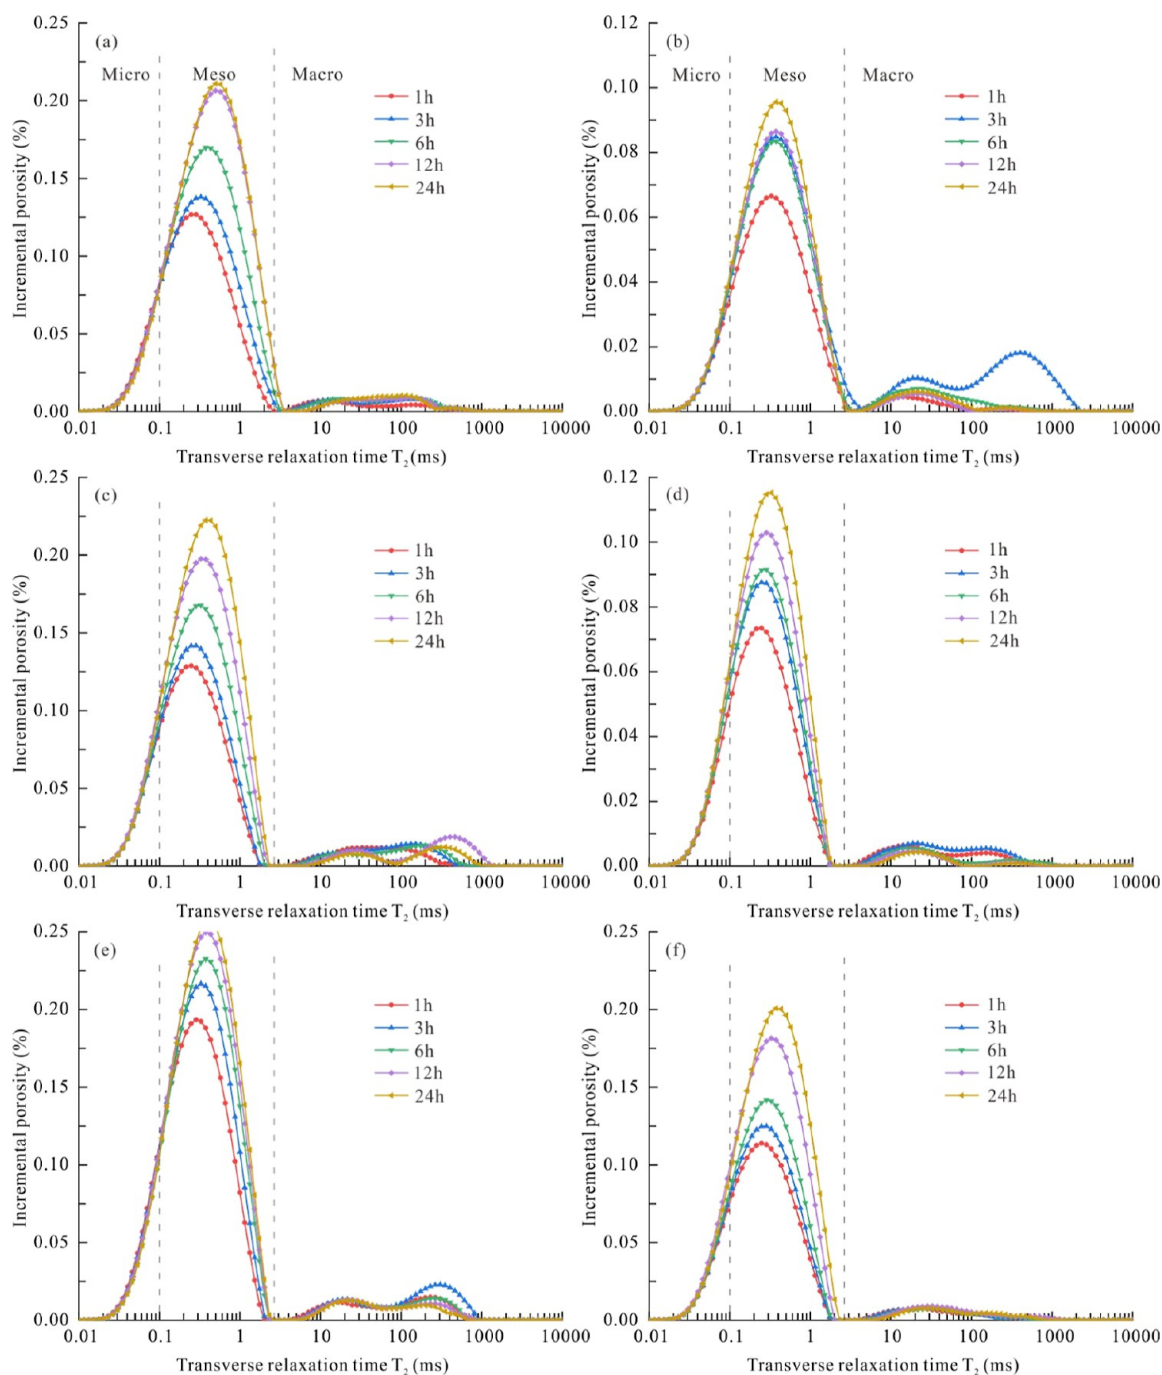 (a)
Micro Meso Macro
1h
3h
6h
12h
24h
Incremental porosity (%)
0.25
0.20
0.15
0.10
0.05
0.00
0.01 0.1 1 10 100 1000 10000
Transverse relaxation time T2 (ms)
(b)
Micro Meso Macro
1h
3h
6h
12h
24h
Incremental porosity (%)
0.12
0.10
0.08
0.06
0.04
0.02
0.00
0.01 0.1 1 10 100 1000 10000
Transverse relaxation time T2 (ms)
(c)
1h
3h
6h
12h
24h
Incremental porosity (%)
0.25
0.20
0.15
0.10
0.05
0.00
0.01 0.1 1 10 100 1000 10000
Transverse relaxation time T2 (ms)
(d)
1h
3h
6h
12h
24h
Incremental porosity (%)
0.12
0.10
0.08
0.06
0.04
0.02
0.00
0.01 0.1 1 10 100 1000 10000
Transverse relaxation time T2 (ms)
(e)
1h
3h
6h
12h
24h
Incremental porosity (%)
0.25
0.20
0.15
0.10
0.05
0.00
0.01 0.1 1 10 100 1000 10000
Transverse relaxation time T2 (ms)
(f)
1h
3h
6h
12h
24h
Incremental porosity (%)
0.25
0.20
0.15
0.10
0.05
0.00
0.01 0.1 1 10 100 1000 10000
Transverse relaxation time T2 (ms)